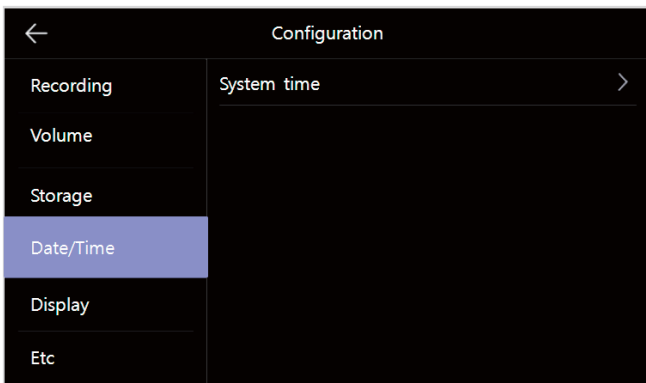 Configuration
Recording
Volume
Storage
Date/Time
Display
Etc
System time